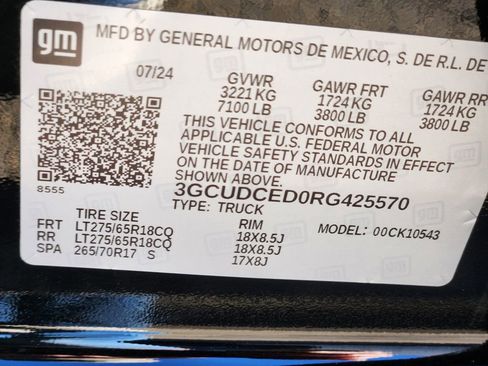 gm
MFD BY GENERAL MOTORS DE MEXICO, S. DE R.L. DE
07/24 GVWR GAWR FRT GAWR RR
3221 KG 1724 KG 1724 KG
7100 LB 3800 LB 3800 LB
THIS VEHICLE CONFORMS TO ALL
APPLICABLE U.S. FEDERAL MOTOR
VEHICLE SAFETY STANDARDS IN EFFECT
ON THE DATE OF MANUFACTURE
SHOWN ABOVE.
8555 3GCUDCED0RG425570
TYPE: TRUCK
TIRE SIZE RIM MODEL: 00CK10543
FRT LT275/65R18CQ 18X8.5J
RR LT275/65R18CQ 18X8.5J
SPA 265/70R17 S 17X8J